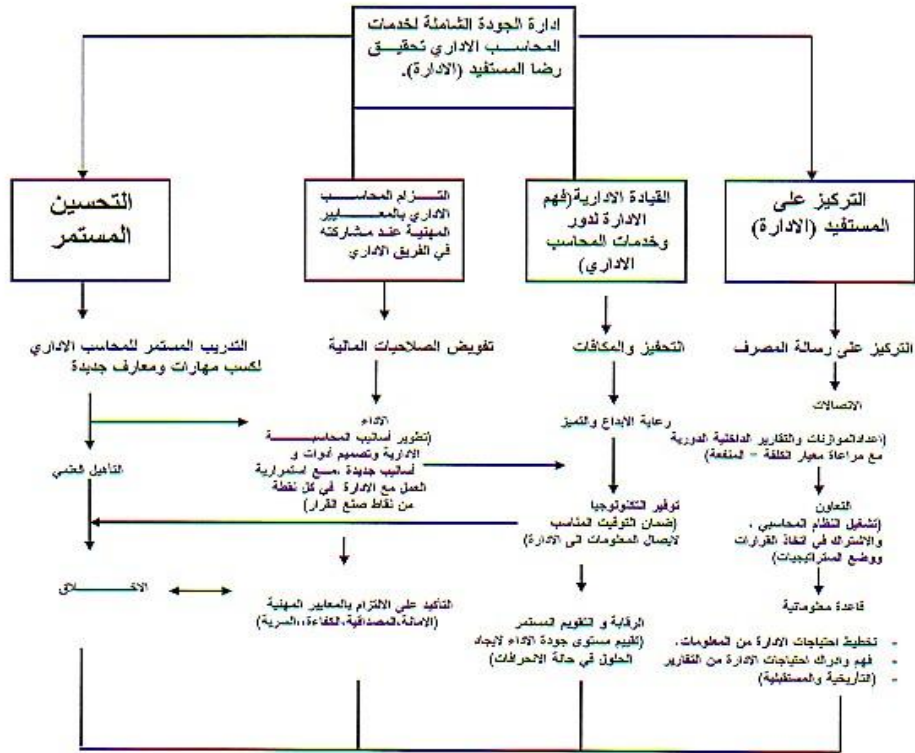 ادارة الجودة الشاملة لخدمات
المحاسب الاداري تحقيق
رضا المستفيد (الادارة).
التركيز على
المستفيد (الادارة)
القيادة الادارية(فهم
الادارة لدور
وخدمات المحاسب
الاداري)
التزام المحاسب
الاداري بالمعايير
المهنية عند مشاركته
في الفريق الاداري
التحسين
المستمر
التركيز على رسالة المصرف
الاتصالات
(اعدادالموازنات والتقارير الداخلية الدورية
مع مراعاة معيار الكلفة - المنفعة)
التعاون
(تشغيل النظام المحاسبي ،
والاشتراك في اتخاذ القرارات
ووضع الستراتيجيات)
قاعدة معلوماتية
- تخطيط احتياجات الادارة من المعلومات.
- فهم وادراك احتياجات الادارة من التقارير
- (التأريخية والمستقبلية)
التحفيز والمكافات
رعاية الابداع والتميز
توفير التكنولوجيا
(ضمان التوقيت المناسب
لايصال المعلومات الى الادارة)
الرقابة و التقويم المستمر
(تقييم مستوى جودة الاداء لايجاد
الحلول في حالة الانحرافات)
تفويض الصلاحيات المالية
الاداء
(تطوير أساليب المحاسبة
الادارية وتصميم ادوات و
أساليب جديدة ،مع استمرارية
العمل مع الادارة في كل نقطة
من نقاط صنع القرار)
التأكيد على الالتزام بالمعايير المهنية
(الامانة،المصداقية،الكفاءة،،السرية)
التدريب المستمر للمحاسب الاداري
لكسب مهارات ومعارف جديدة
التأهيل العلمي
الاخلاق